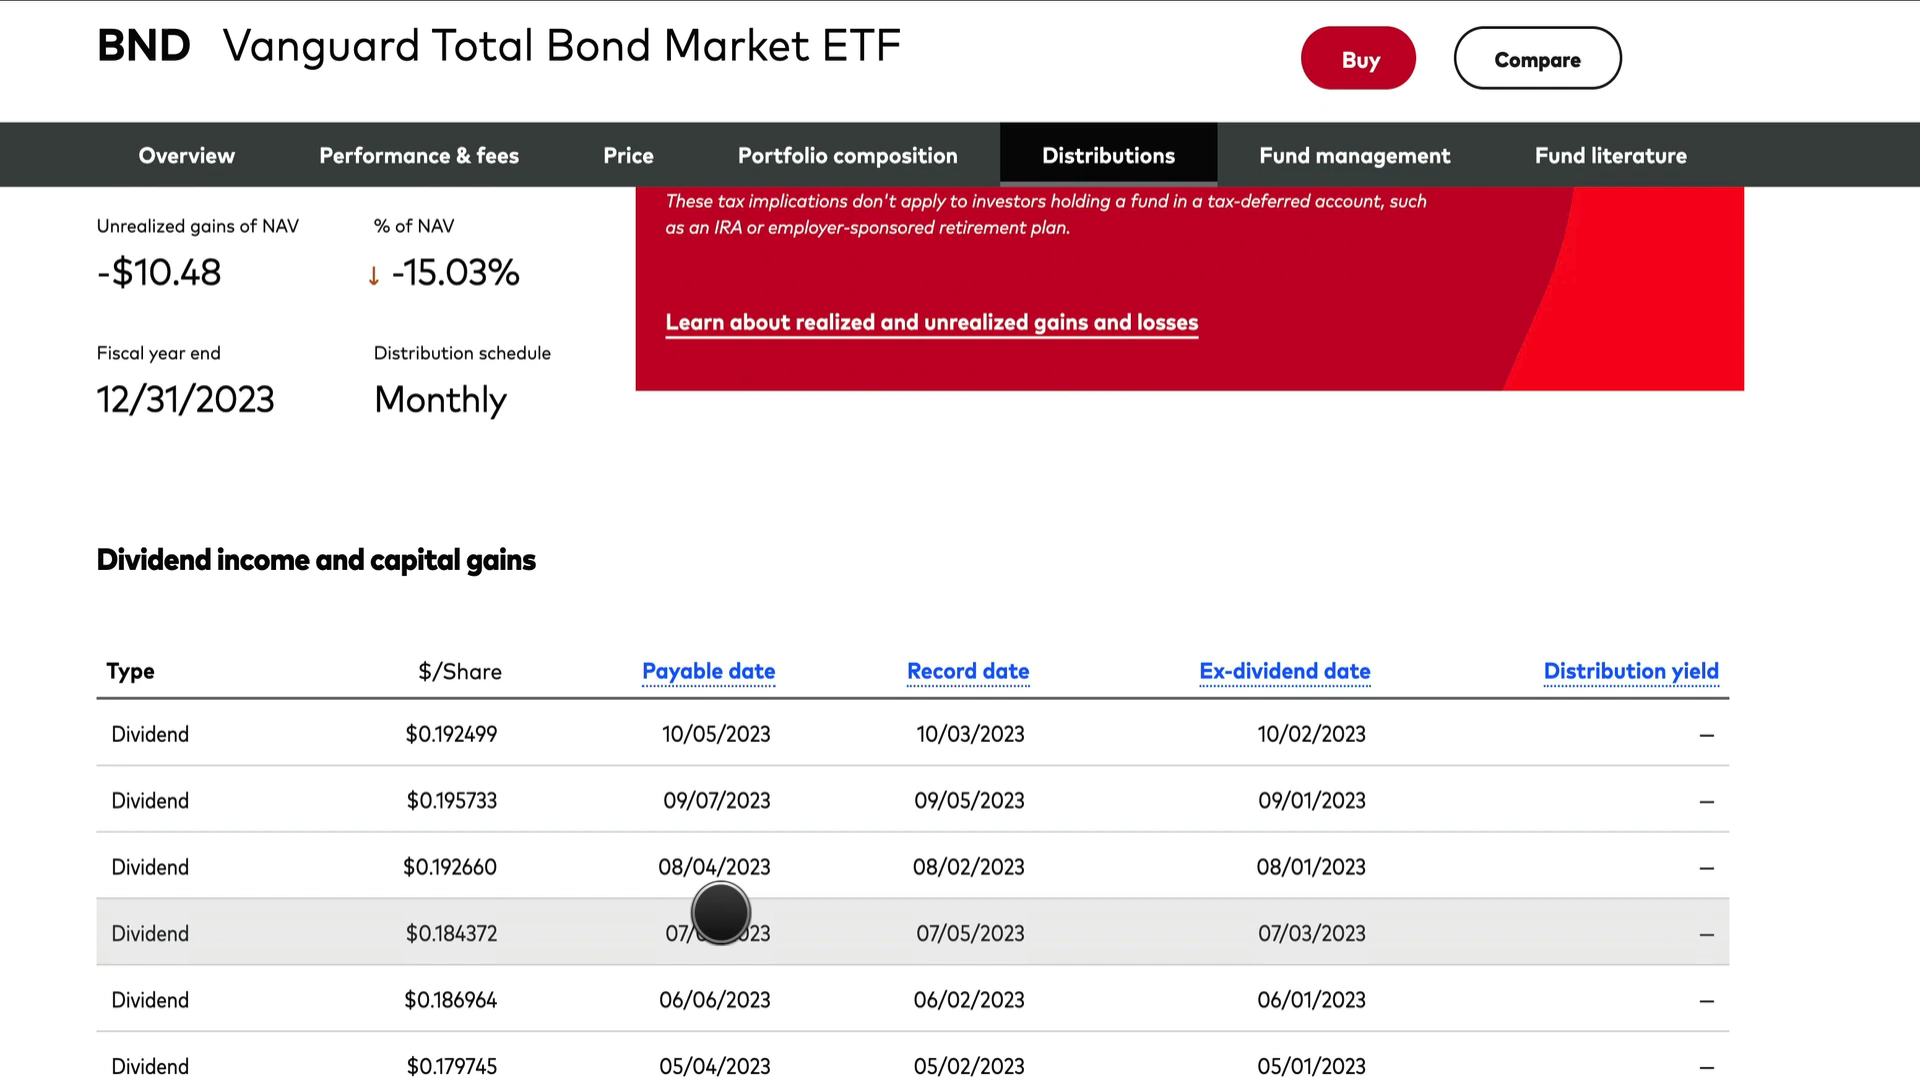 BND Vanguard Total Bond Market ETF
Buy
Compare
Overview Performance & fees Price Portfolio composition Distributions Fund management Fund literature
These tax implications don't apply to investors holding a fund in a tax-deferred account, such
as an IRA or employer-sponsored retirement plan.
Learn about realized and unrealized gains and losses
Unrealized gains of NAV % of NAV
-$10.48 ↓ -15.03%
Fiscal year end Distribution schedule
12/31/2023 Monthly
Dividend income and capital gains
Type $/Share Payable date Record date Ex-dividend date Distribution yield
Dividend $0.192499 10/05/2023 10/03/2023 10/02/2023 —
Dividend $0.195733 09/07/2023 09/05/2023 09/01/2023 —
Dividend $0.192660 08/04/2023 08/02/2023 08/01/2023 —
Dividend $0.184372 07/05/2023 07/03/2023 —
Dividend $0.186964 06/06/2023 06/02/2023 06/01/2023 —
Dividend $0.179745 05/04/2023 05/02/2023 05/01/2023 —